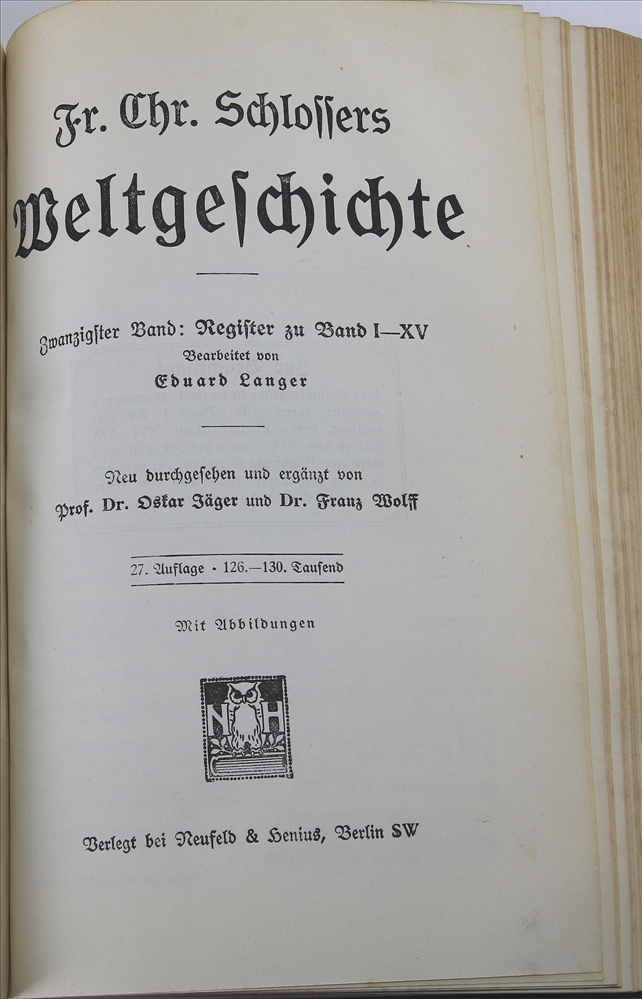 Fr. Chr. Schlossers
Weltgeschichte
Zwanzigster Band: Register zu Band I—XV
Bearbeitet von
Eduard Langer
Neu durchgesehen und ergänzt von
Prof. Dr. Oskar Jäger und Dr. Franz Wolff
27. Auflage · 126.—130. Tausend
Mit Abbildungen
N H
Verlegt bei Neufeld & Henius, Berlin SW